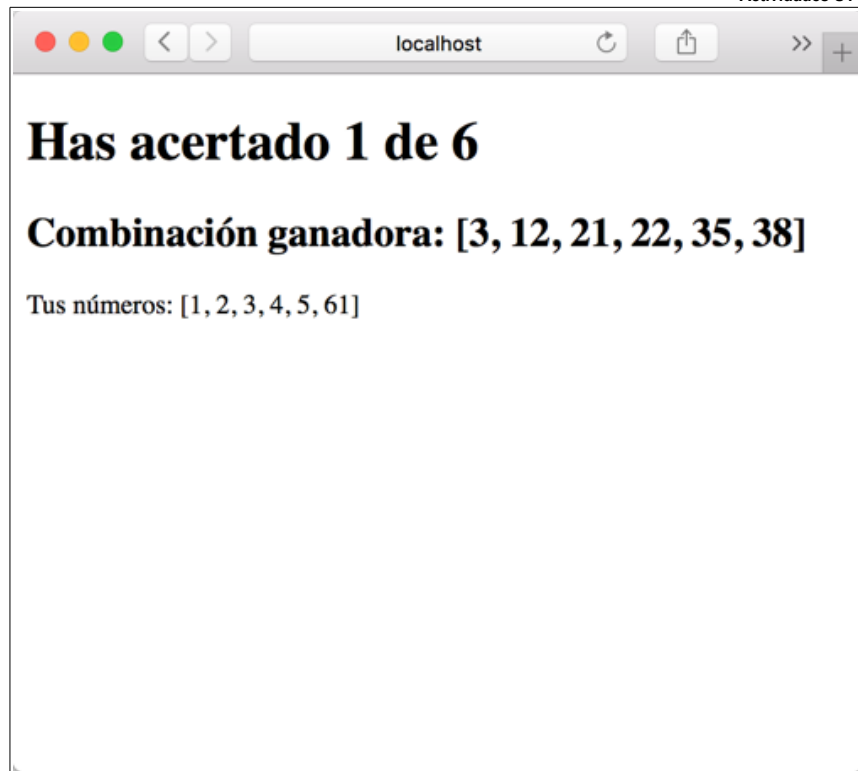 localhost
Has acertado 1 de 6
Combinación ganadora: [3, 12, 21, 22, 35, 38]
Tus números: [1, 2, 3, 4, 5, 61]